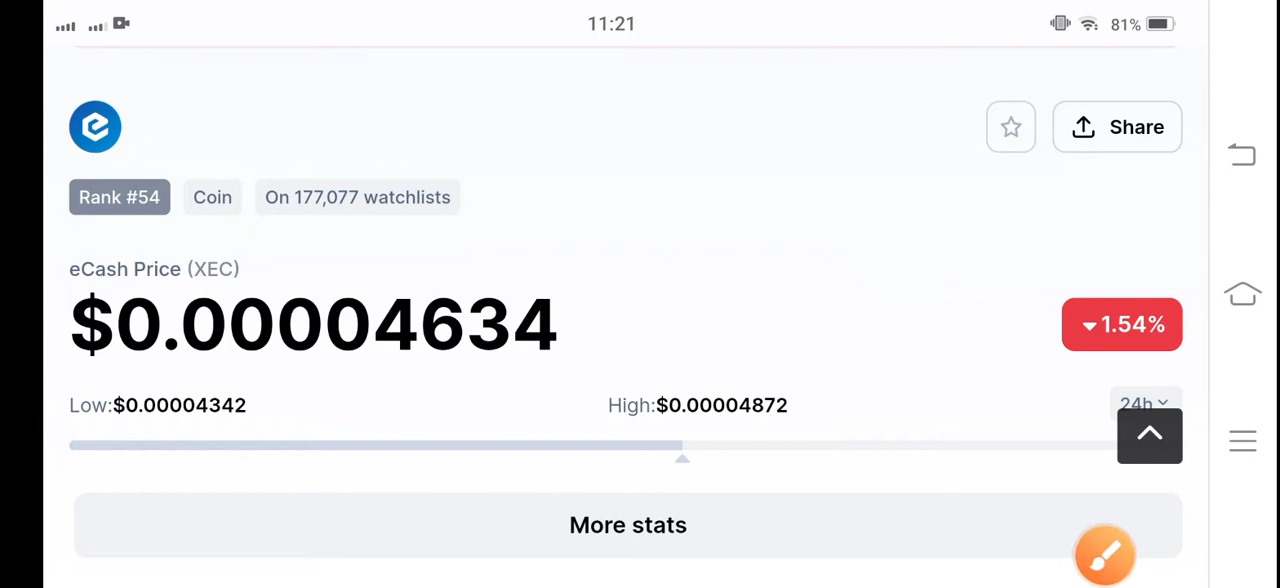 11:21
81%
Share
Rank #54 Coin On 177,077 watchlists
eCash Price (XEC)
$0.00004634
1.54%
Low:$0.00004342 High:$0.00004872 24h
More stats